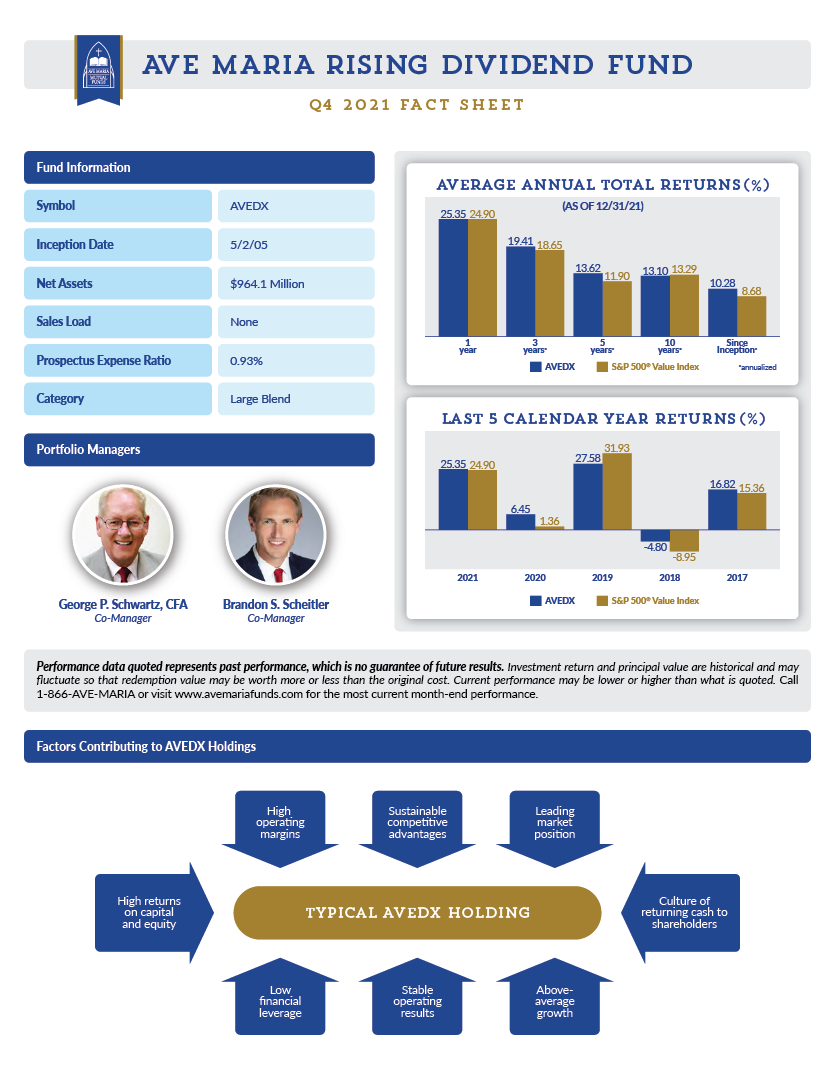 AVE MARIA
MUTUAL
FUNDS
AVE MARIA RISING DIVIDEND FUND
Q4 2021 FACT SHEET
Fund Information
Symbol AVEDX
Inception Date 5/2/05
Net Assets $964.1 Million
Sales Load None
Prospectus Expense Ratio 0.93%
Category Large Blend
Portfolio Managers
George P. Schwartz, CFA
Co-Manager
Brandon S. Scheitler
Co-Manager
AVERAGE ANNUAL TOTAL RETURNS (%)
(AS OF 12/31/21)
25.35 24.90
19.41 18.65
13.62 11.90
13.10 13.29
10.28 8.68
1
year
3
years*
5
years*
10
years*
Since
Inception*
AVEDX S&P 500® Value Index
*annualized
LAST 5 CALENDAR YEAR RETURNS (%)
25.35 24.90
6.45 1.36
27.58 31.93
-4.80 -8.95
16.82 15.36
2021 2020 2019 2018 2017
AVEDX S&P 500® Value Index
Performance data quoted represents past performance, which is no guarantee of future results. Investment return and principal value are historical and may
fluctuate so that redemption value may be worth more or less than the original cost. Current performance may be lower or higher than what is quoted. Call
1-866-AVE-MARIA or visit www.avemariafunds.com for the most current month-end performance.
Factors Contributing to AVEDX Holdings
High
operating
margins
Sustainable
competitive
advantages
Leading
market
position
High returns
on capital
and equity
TYPICAL AVEDX HOLDING
Culture of
returning cash to
shareholders
Low
financial
leverage
Stable
operating
results
Above-
average
growth